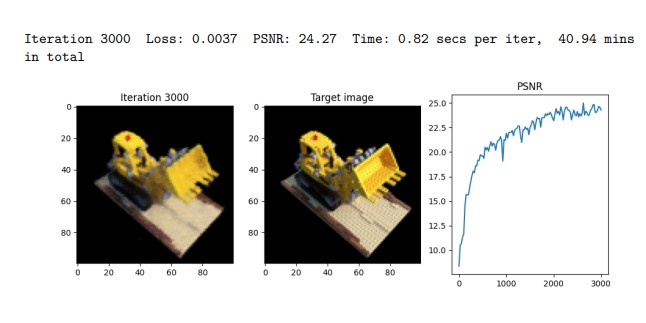 Iteration 3000  Loss: 0.0037  PSNR: 24.27  Time: 0.82 secs per iter,  40.94 mins
in total
Iteration 3000
Target image
PSNR
0
20
40
60
80
0 20 40 60 80
0
20
40
60
80
0 20 40 60 80
25.0
22.5
20.0
17.5
15.0
12.5
10.0
0 1000 2000 3000